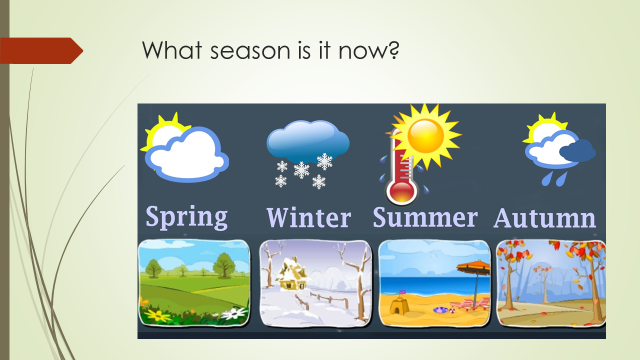 What season is it now?
Spring Winter Summer Autumn